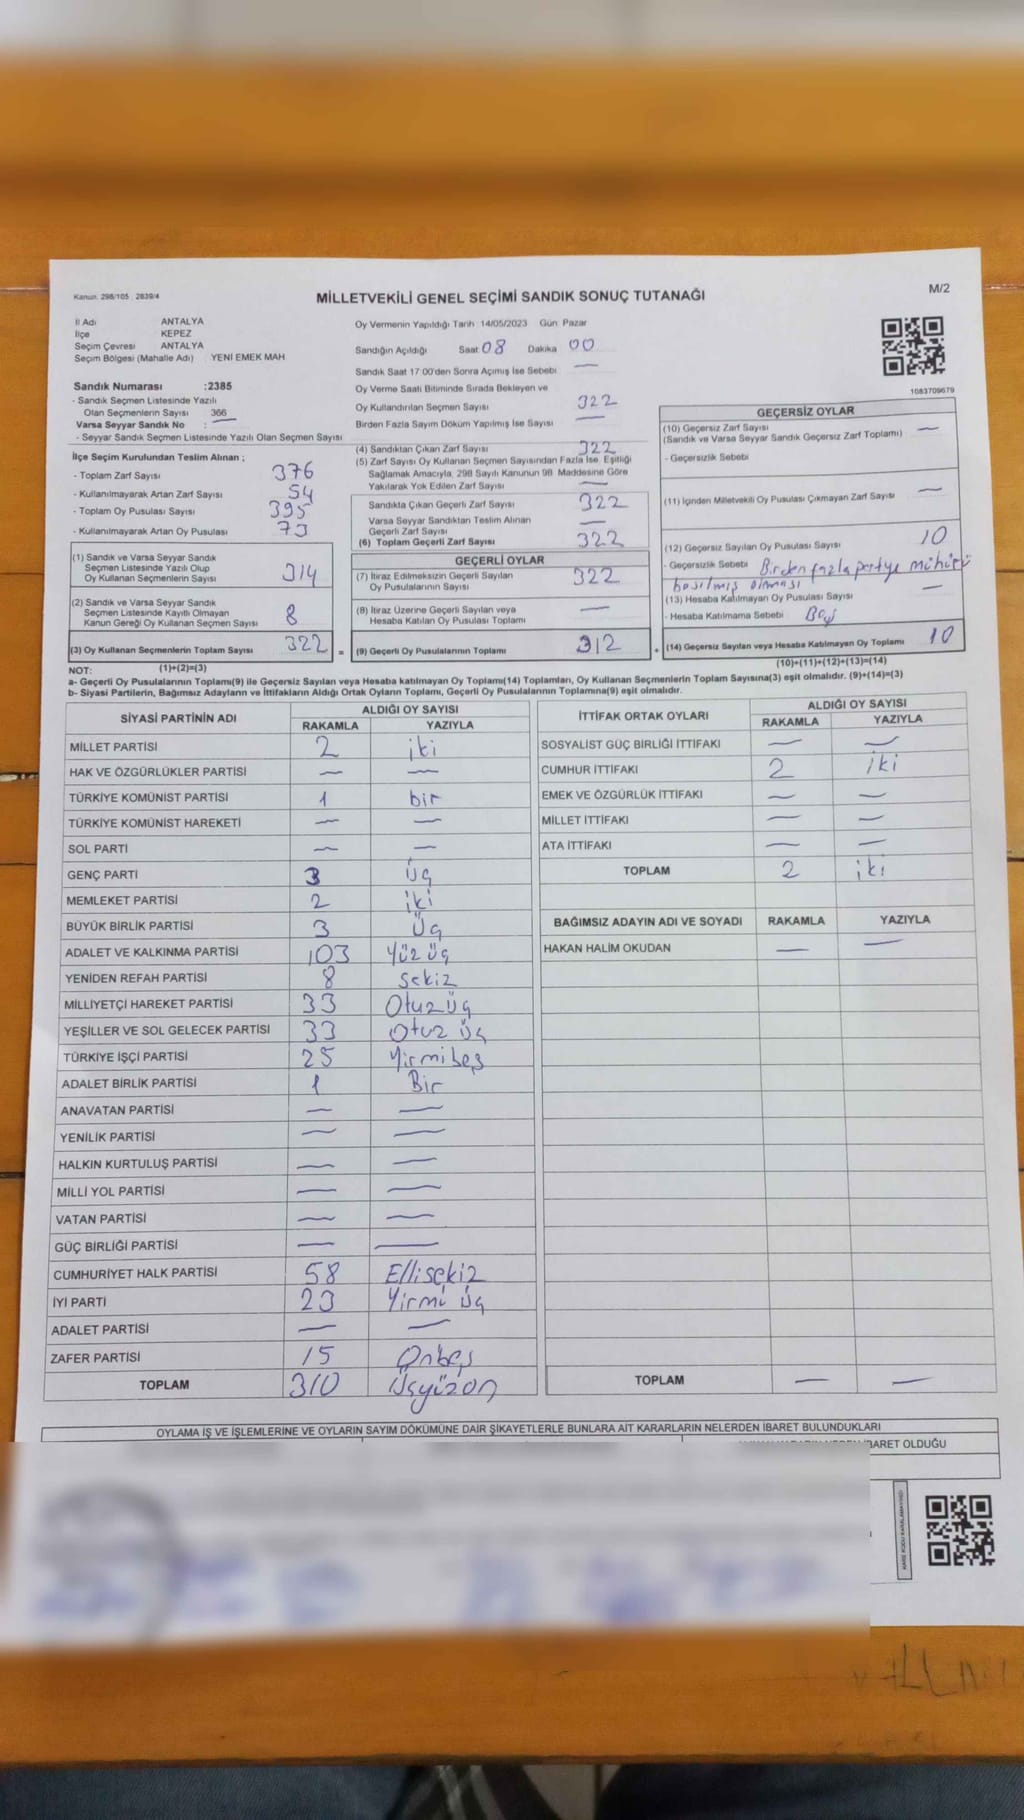 Kanun: 298/105, 2839/4
MİLLETVEKİLİ GENEL SEÇİMİ SANDIK SONUÇ TUTANAĞI
M/2
İl Adı ANTALYA
İlçe KEPEZ
Seçim Çevresi ANTALYA
Seçim Bölgesi (Mahalle Adı) : YENİ EMEK MAH
Oy Vermenin Yapıldığı Tarih 14/05/2023 Gün Pazar
Sandığın Açıldığı Saat 08 Dakika 00
Sandık Saat 17:00'den Sonra Açımış İse Sebebi —
Oy Verme Saati Bitiminde Sırada Bekleyen ve
Oy Kullandırılan Seçmen Sayısı 322
Birden Fazla Sayım Döküm Yapılmış İse Sayısı —
1083709679
Sandık Numarası :2385
- Sandık Seçmen Listesinde Yazılı
Olan Seçmenlerin Sayısı 366
Varsa Seyyar Sandık No : —
- Seyyar Sandık Seçmen Listesinde Yazılı Olan Seçmen Sayısı
İlçe Seçim Kurulundan Teslim Alınan ;
- Toplam Zarf Sayısı 376
- Kullanılmayarak Artan Zarf Sayısı 54
- Toplam Oy Pusulası Sayısı 395
- Kullanılmayarak Artan Oy Pusulası 73
(1) Sandık ve Varsa Seyyar Sandık
Seçmen Listesinde Yazılı Olup
Oy Kullanan Seçmenlerin Sayısı 314
(2) Sandık ve Varsa Seyyar Sandık
Seçmen Listesinde Kayıtlı Olmayan
Kanun Gereği Oy Kullanan Seçmen Sayısı 8
(3) Oy Kullanan Seçmenlerin Toplam Sayısı 322 =
(4) Sandıktan Çıkan Zarf Sayısı 322
(5) Zarf Sayısı Oy Kullanan Seçmen Sayısından Fazla İse, Eşitliği
Sağlamak Amacıyla, 298 Sayılı Kanunun 98. Maddesine Göre
Yakılarak Yok Edilen Zarf Sayısı —
Sandıkta Çıkan Geçerli Zarf Sayısı 322
Varsa Seyyar Sandıktan Teslim Alınan
Geçerli Zarf Sayısı —
(6) Toplam Geçerli Zarf Sayısı 322
GEÇERLİ OYLAR
(7) İtiraz Edilmeksizin Geçerli Sayılan
Oy Pusulalarının Sayısı 322
(8) İtiraz Üzerine Geçerli Sayılan veya
Hesaba Katılan Oy Pusulası Toplamı —
(9) Geçerli Oy Pusulalarının Toplamı 312 +
GEÇERSİZ OYLAR
(10) Geçersiz Zarf Sayısı —
(Sandık ve Varsa Seyyar Sandık Geçersiz Zarf Toplamı)
- Geçersizlik Sebebi
(11) İçinden Milletvekili Oy Pusulası Çıkmayan Zarf Sayısı —
(12) Geçersiz Sayılan Oy Pusulası Sayısı 10
- Geçersizlik Sebebi Birden fazla partiye mühürü
basılmış olması
(13) Hesaba Katılmayan Oy Pusulası Sayısı —
- Hesaba Katılmama Sebebi
(14) Geçersiz Sayılan veya Hesaba Katılmayan Oy Toplamı 10
NOT: (1)+(2)=(3)
(10)+(11)+(12)+(13)=(14)
a- Geçerli Oy Pusulalarının Toplamı(9) ile Geçersiz Sayılan veya Hesaba katılmayan Oy Toplamı(14) Toplamları, Oy Kullanan Seçmenlerin Toplam Sayısına(3) eşit olmalıdır. (9)+(14)=(3)
b- Siyasi Partilerin, Bağımsız Adayların ve İttifakların Aldığı Ortak Oyların Toplamı, Geçerli Oy Pusulalarının Toplamına(9) eşit olmalıdır.
SİYASİ PARTİNİN ADI ALDIĞI OY SAYISI
RAKAMLA YAZIYLA
MİLLET PARTİSİ 2 iki
HAK VE ÖZGÜRLÜKLER PARTİSİ — —
TÜRKİYE KOMÜNİST PARTİSİ 1 bir
TÜRKİYE KOMÜNİST HAREKETİ — —
SOL PARTİ — —
GENÇ PARTİ 3 üç
MEMLEKET PARTİSİ 2 iki
BÜYÜK BİRLİK PARTİSİ 3 Üç
ADALET VE KALKINMA PARTİSİ 103 Yüz üç
YENİDEN REFAH PARTİSİ 8 sekiz
MİLLİYETÇİ HAREKET PARTİSİ 33 Otuzüç
YEŞİLLER VE SOL GELECEK PARTİSİ 33 Otuz üç
TÜRKİYE İŞÇİ PARTİSİ 25 Yirmibeş
ADALET BİRLİK PARTİSİ 1 Bir
ANAVATAN PARTİSİ — —
YENİLİK PARTİSİ — —
HALKIN KURTULUŞ PARTİSİ — —
MİLLİ YOL PARTİSİ — —
VATAN PARTİSİ — —
GÜÇ BİRLİĞİ PARTİSİ — —
CUMHURİYET HALK PARTİSİ 58 Ellisekiz
İYİ PARTİ 23 Yirmi üç
ADALET PARTİSİ — —
ZAFER PARTİSİ 15 Onbeş
TOPLAM 310 Üçyüzon
İTTİFAK ORTAK OYLARI ALDIĞI OY SAYISI
RAKAMLA YAZIYLA
SOSYALİST GÜÇ BİRLİĞİ İTTİFAKI — —
CUMHUR İTTİFAKI 2 iki
EMEK VE ÖZGÜRLÜK İTTİFAKI — —
MİLLET İTTİFAKI — —
ATA İTTİFAKI — —
TOPLAM 2 iki
BAĞIMSIZ ADAYIN ADI VE SOYADI RAKAMLA YAZIYLA
HAKAN HALİM OKUDAN — —
TOPLAM — —
OYLAMA İŞ VE İŞLEMLERİNE VE OYLARIN SAYIM DÖKÜMÜNE DAİR ŞİKAYETLERLE BUNLARA AİT KARARLARIN NELERDEN İBARET BULUNDUKLARI
İBARET OLDUĞU